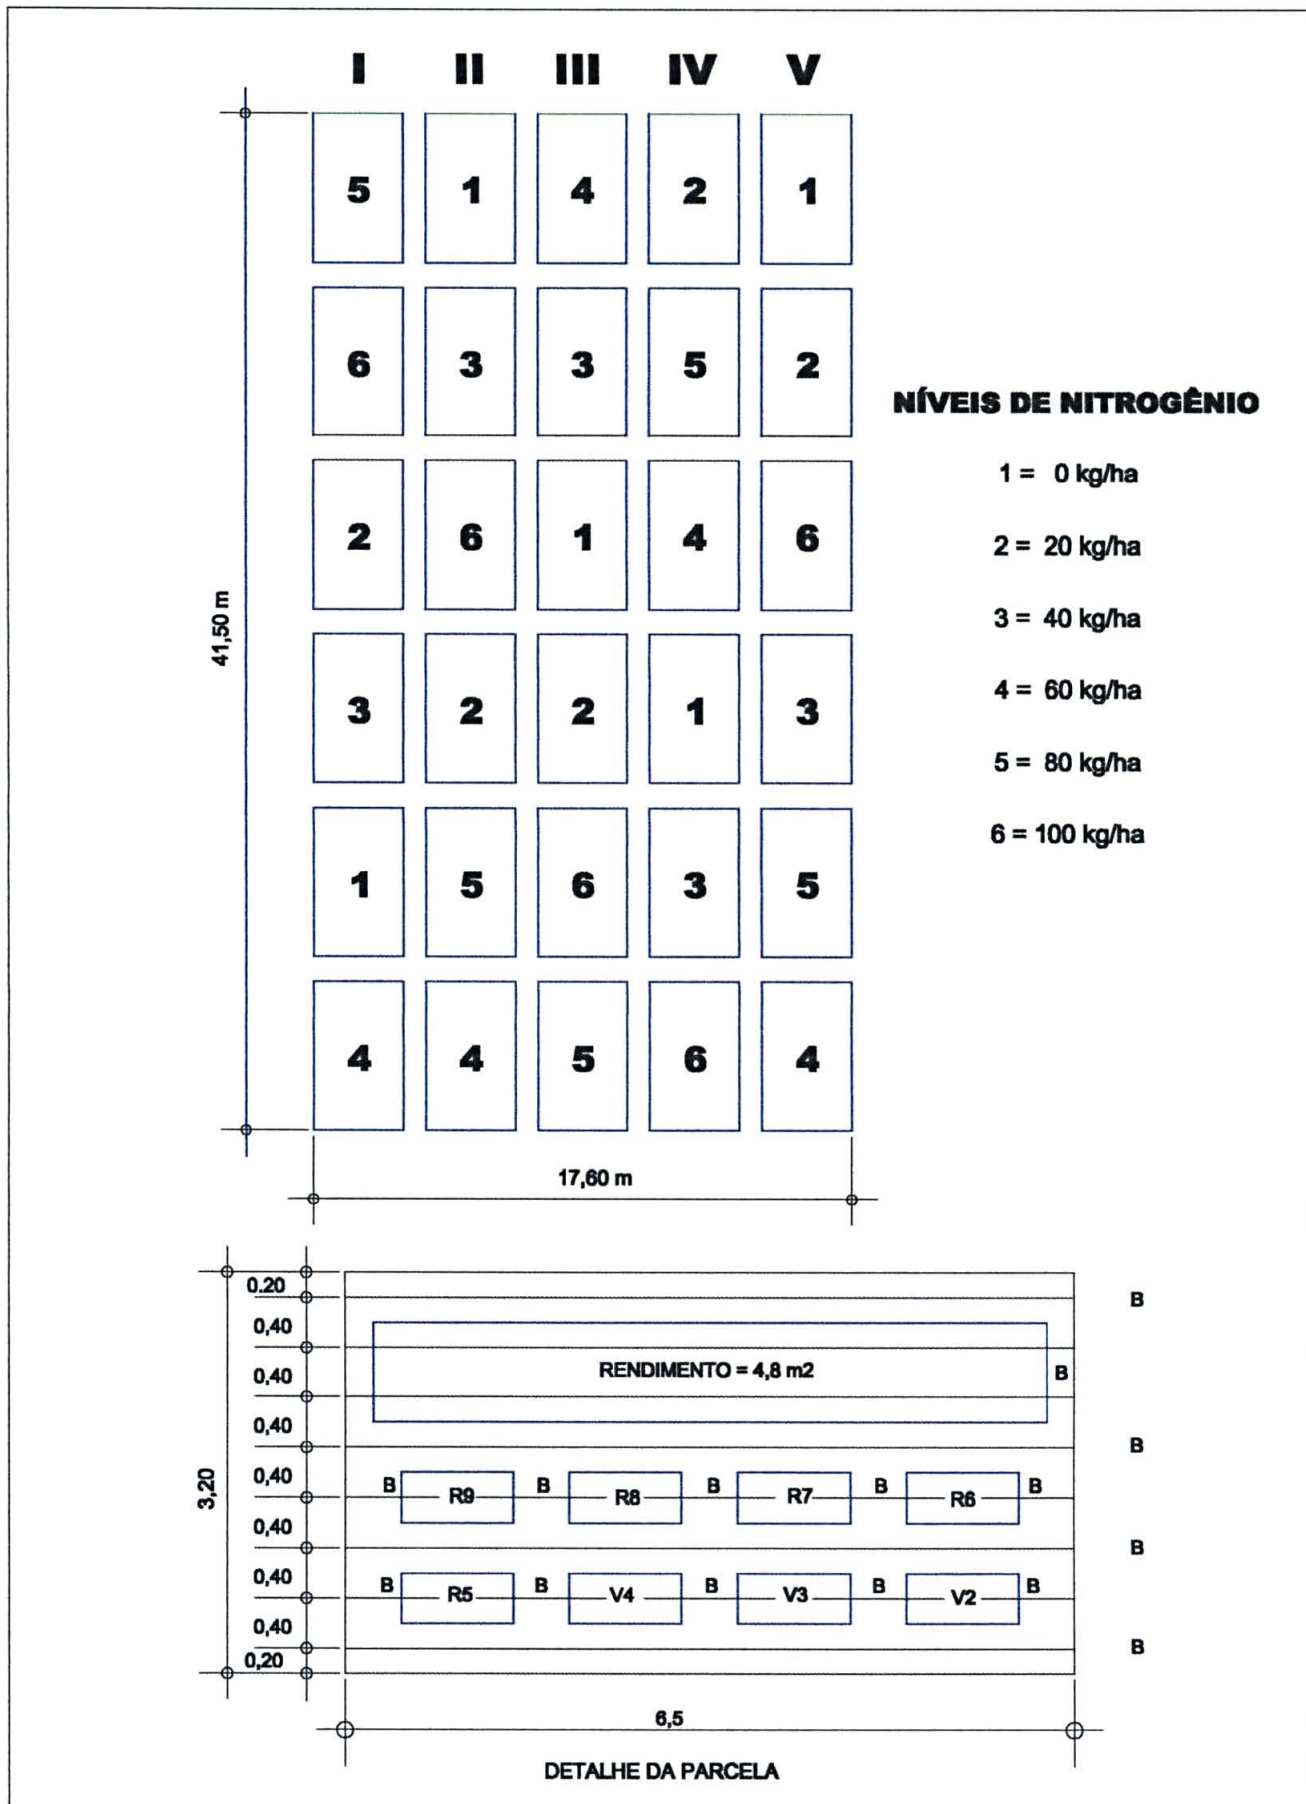 I II III IV V
5 1 4 2 1
6 3 3 5 2
NÍVEIS DE NITROGÊNIO
1 = 0 kg/ha
2 6 1 4 6
2 = 20 kg/ha
41,50 m
3 = 40 kg/ha
3 2 2 1 3
4 = 60 kg/ha
5 = 80 kg/ha
6 = 100 kg/ha
1 5 6 3 5
4 4 5 6 4
17,60 m
0.20
B
0,40
0,40
RENDIMENTO = 4,8 m2 B
0,40
B
3,20
0,40
B R9 B R8 B R7 B R6 B
0,40
B
0,40
B R5 B V4 B V3 B V2 B
0,40
B
0,20
6,5
DETALHE DA PARCELA